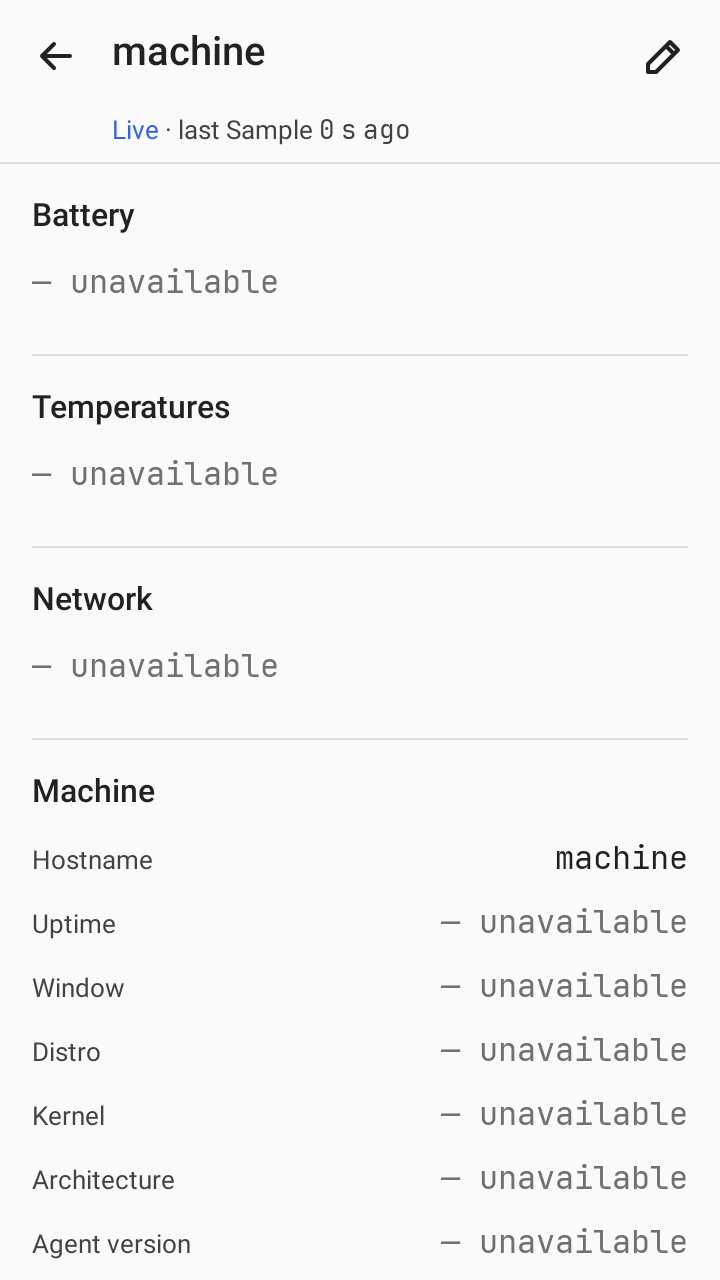 machine
Live · last Sample 0 s ago
Battery
— unavailable
Temperatures
— unavailable
Network
— unavailable
Machine
Hostname machine
Uptime — unavailable
Window — unavailable
Distro — unavailable
Kernel — unavailable
Architecture — unavailable
Agent version — unavailable